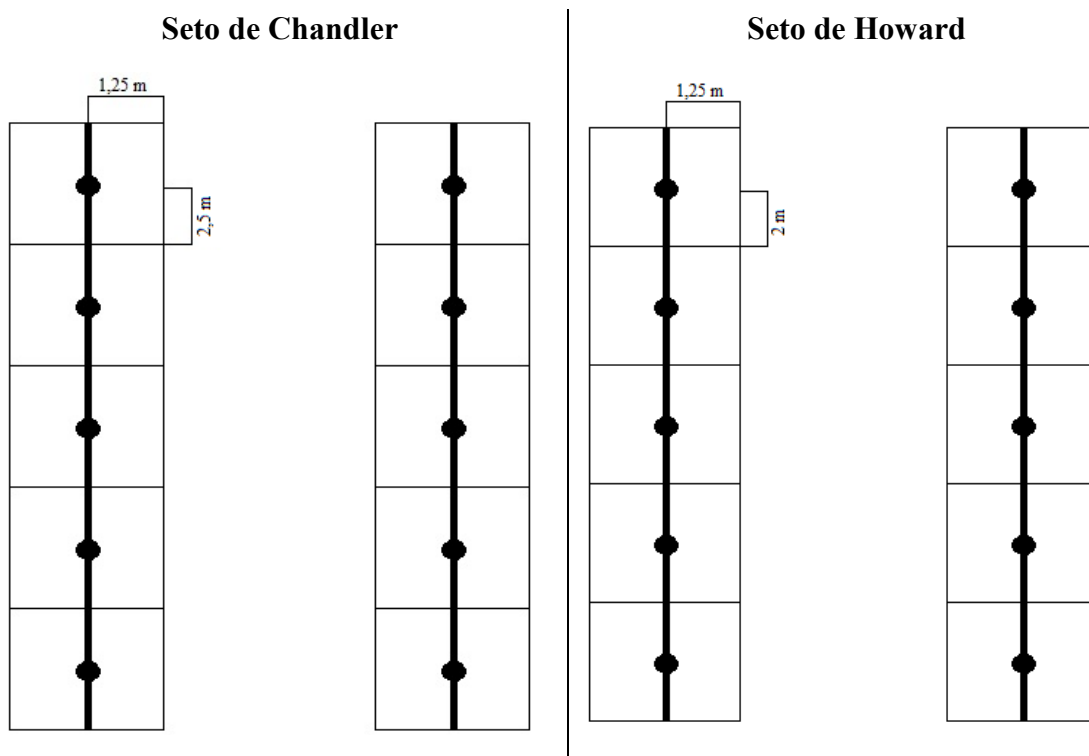 Seto de Chandler
1,25 m
2,5 m
Seto de Howard
1,25 m
2 m